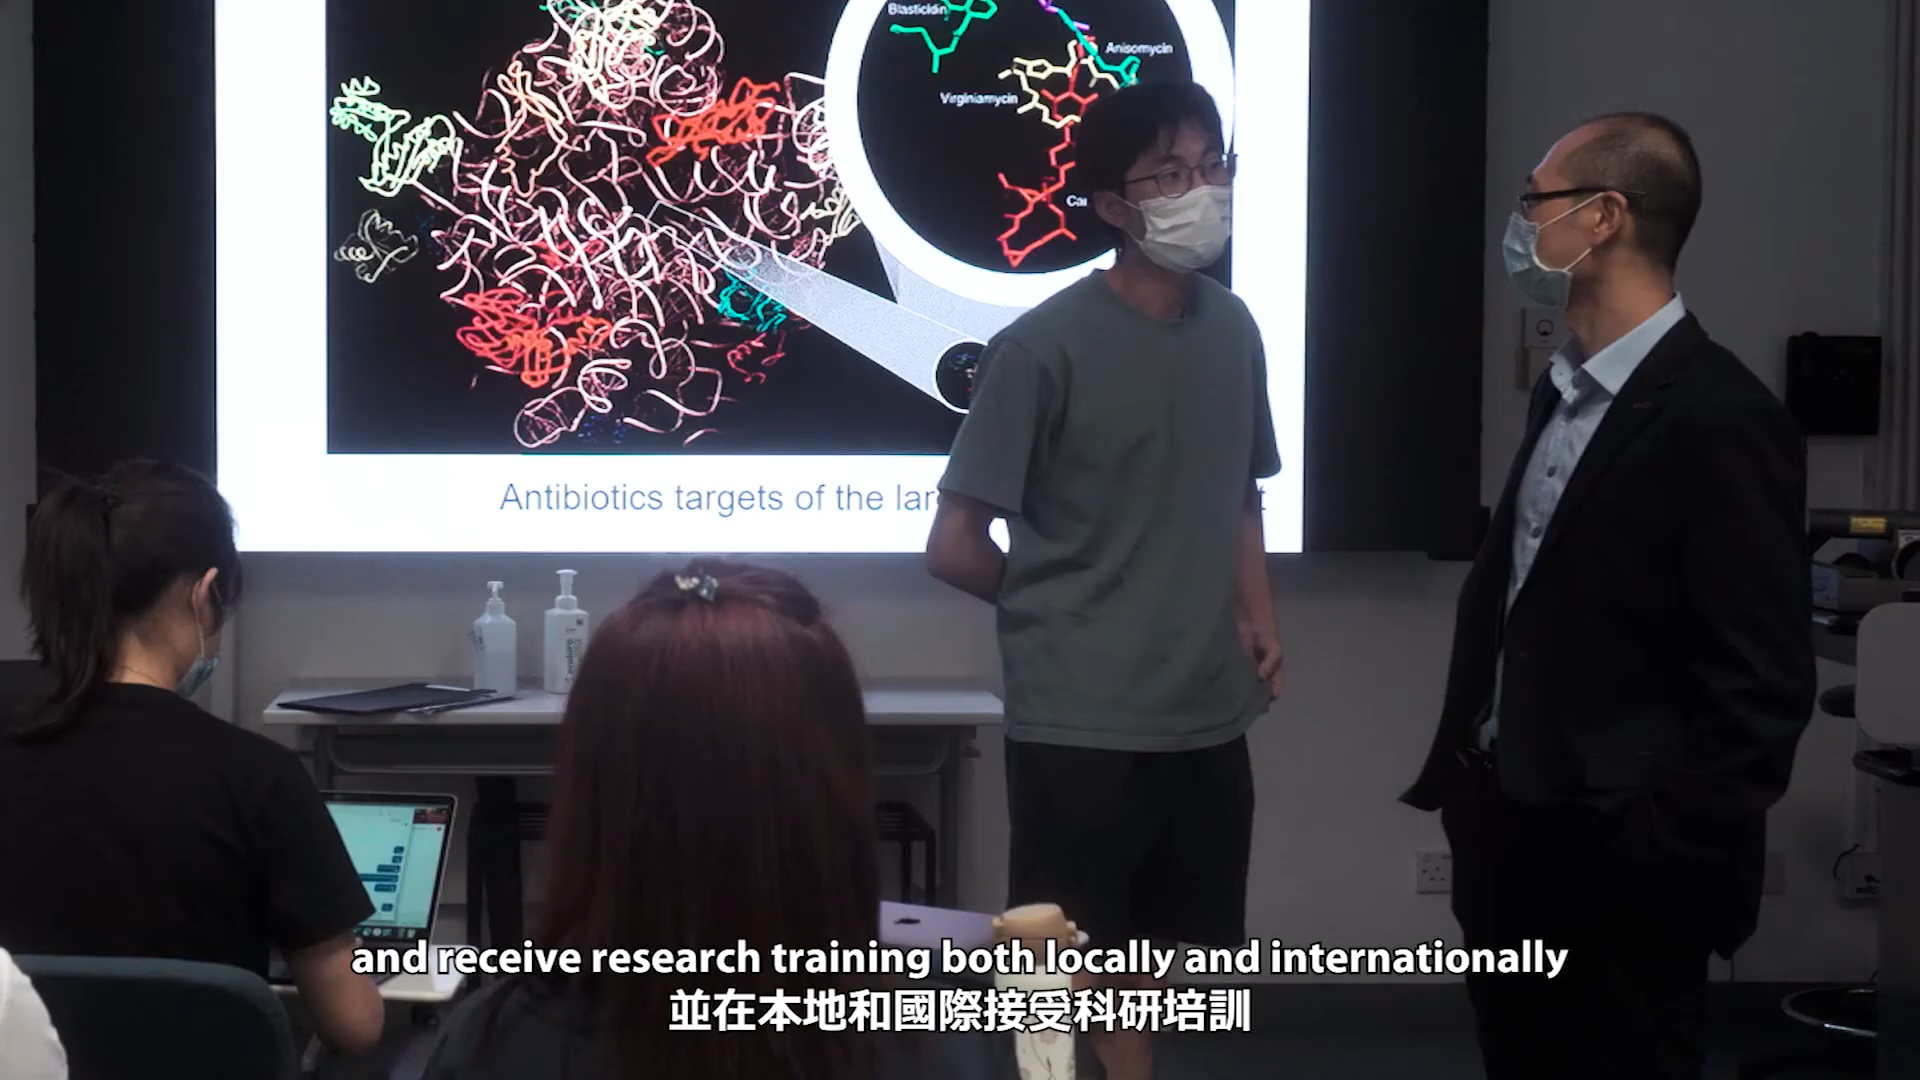 Blasticidin
Anisomycin
Virginiamycin
Antibiotics targets of the
and receive research training both locally and internationally
並在本地和國際接受科研培訓